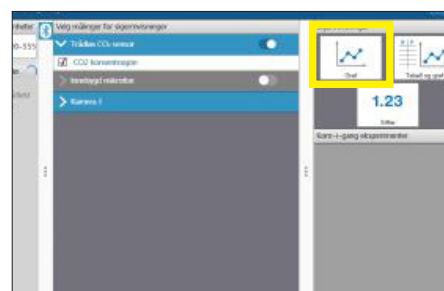 Velg målinger for skjermvisninger
Trådløs CO₂ sensor
CO2 konsentrasjon
Innebygd mikrofon
Kamera 1
Graf
Tabell og graf
1.23
Siffer
Kom-i-gang eksperimenter